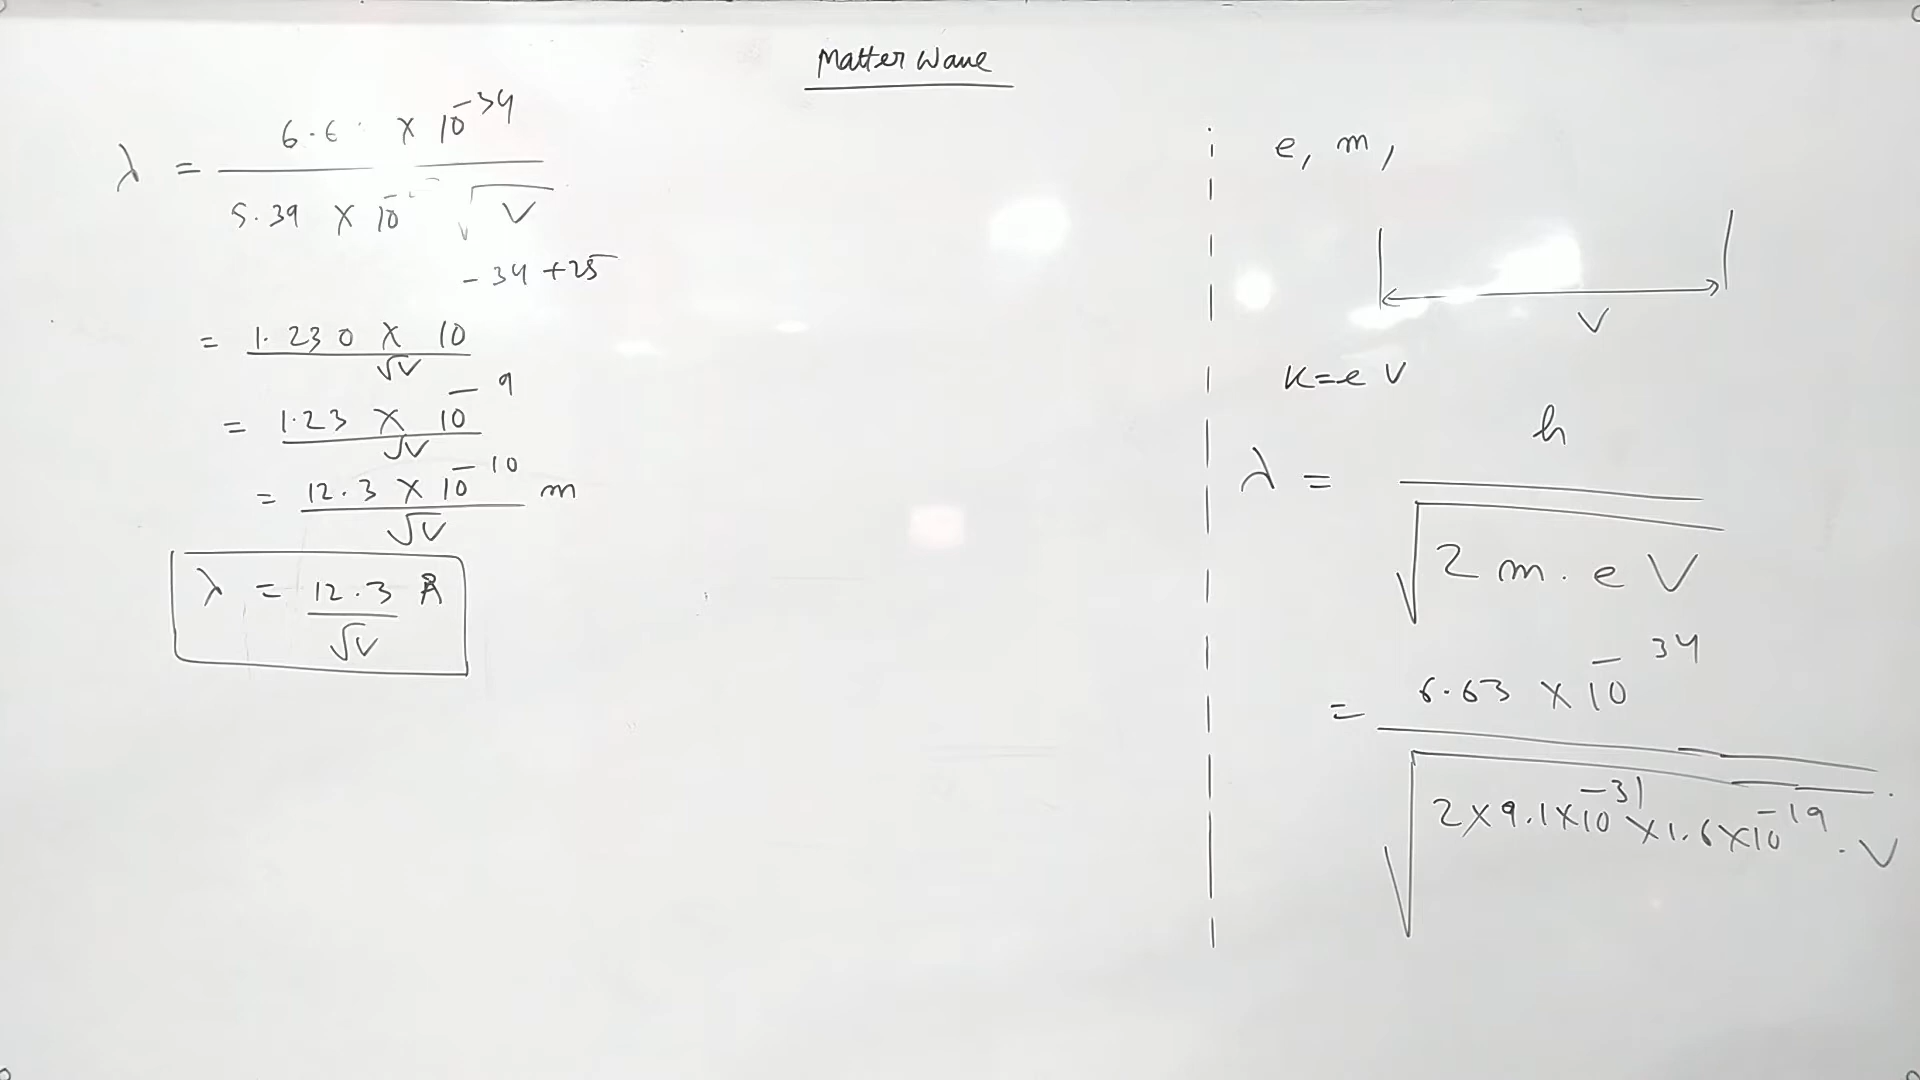 Matter Wave
λ = 6.6 × 10^-34 / 5.39 × 10^- √V
-34 +25
= 1.230 × 10 / √V
= 1.23 × 10^-9 / √V
= 12.3 × 10^-10 / √V m
λ = 12.3 / √V Å
e, m,
V
K=eV
λ = h / √2 m . e V
= 6.63 × 10^-34 / √2×9.1×10^-31×1.6×10^-19 . V